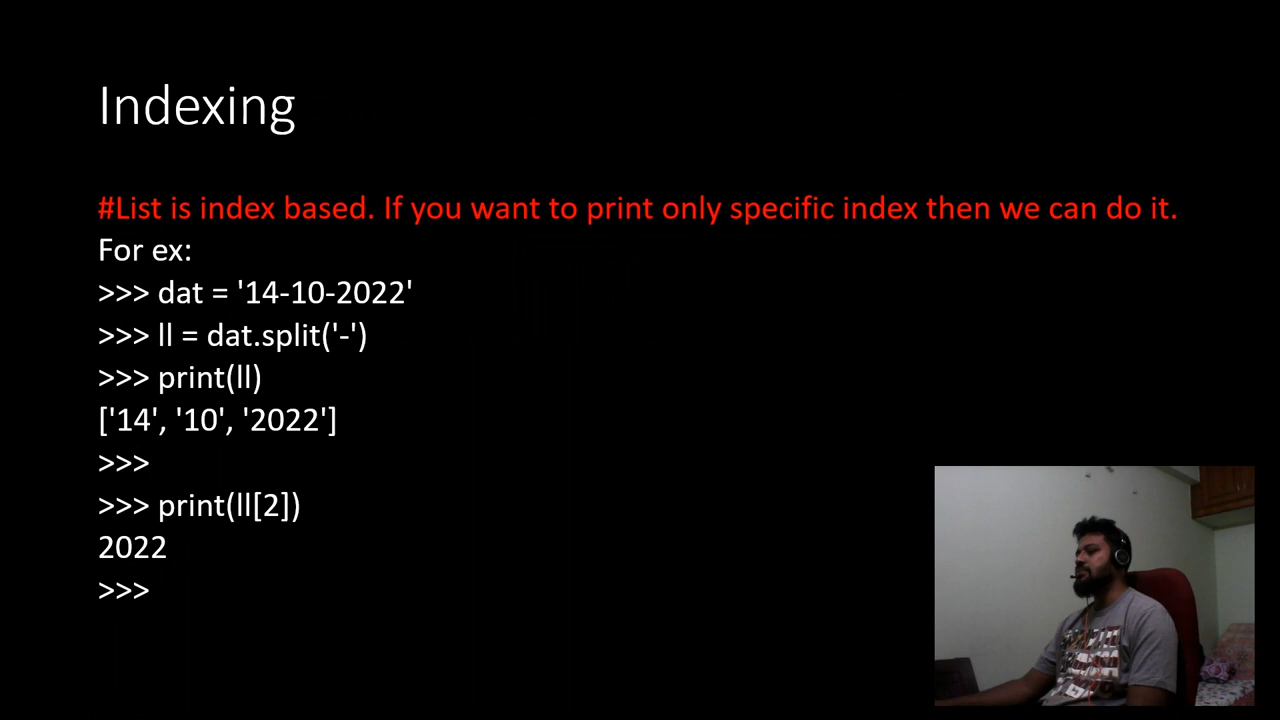 Indexing
#List is index based. If you want to print only specific index then we can do it.
For ex:
>>> dat = '14-10-2022'
>>> ll = dat.split('-')
>>> print(ll)
['14', '10', '2022']
>>>
>>> print(ll[2])
2022
>>>